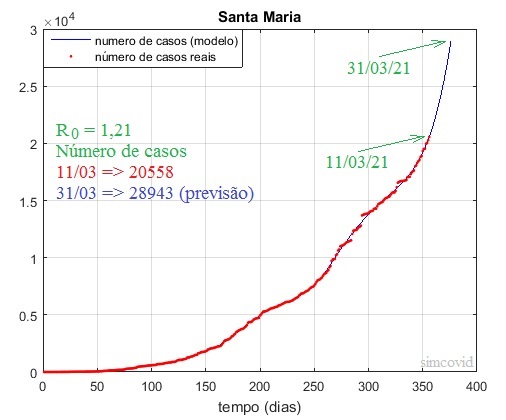 Santa Maria
× 10⁴
3
numero de casos (modelo)
número de casos reais
31/03/21
2.5
2
11/03/21
R₀ = 1,21
Número de casos
11/03 => 20558
31/03 => 28943 (previsão)
1.5
1
0.5
0
simcovid
0 50 100 150 200 250 300 350 400
tempo (dias)